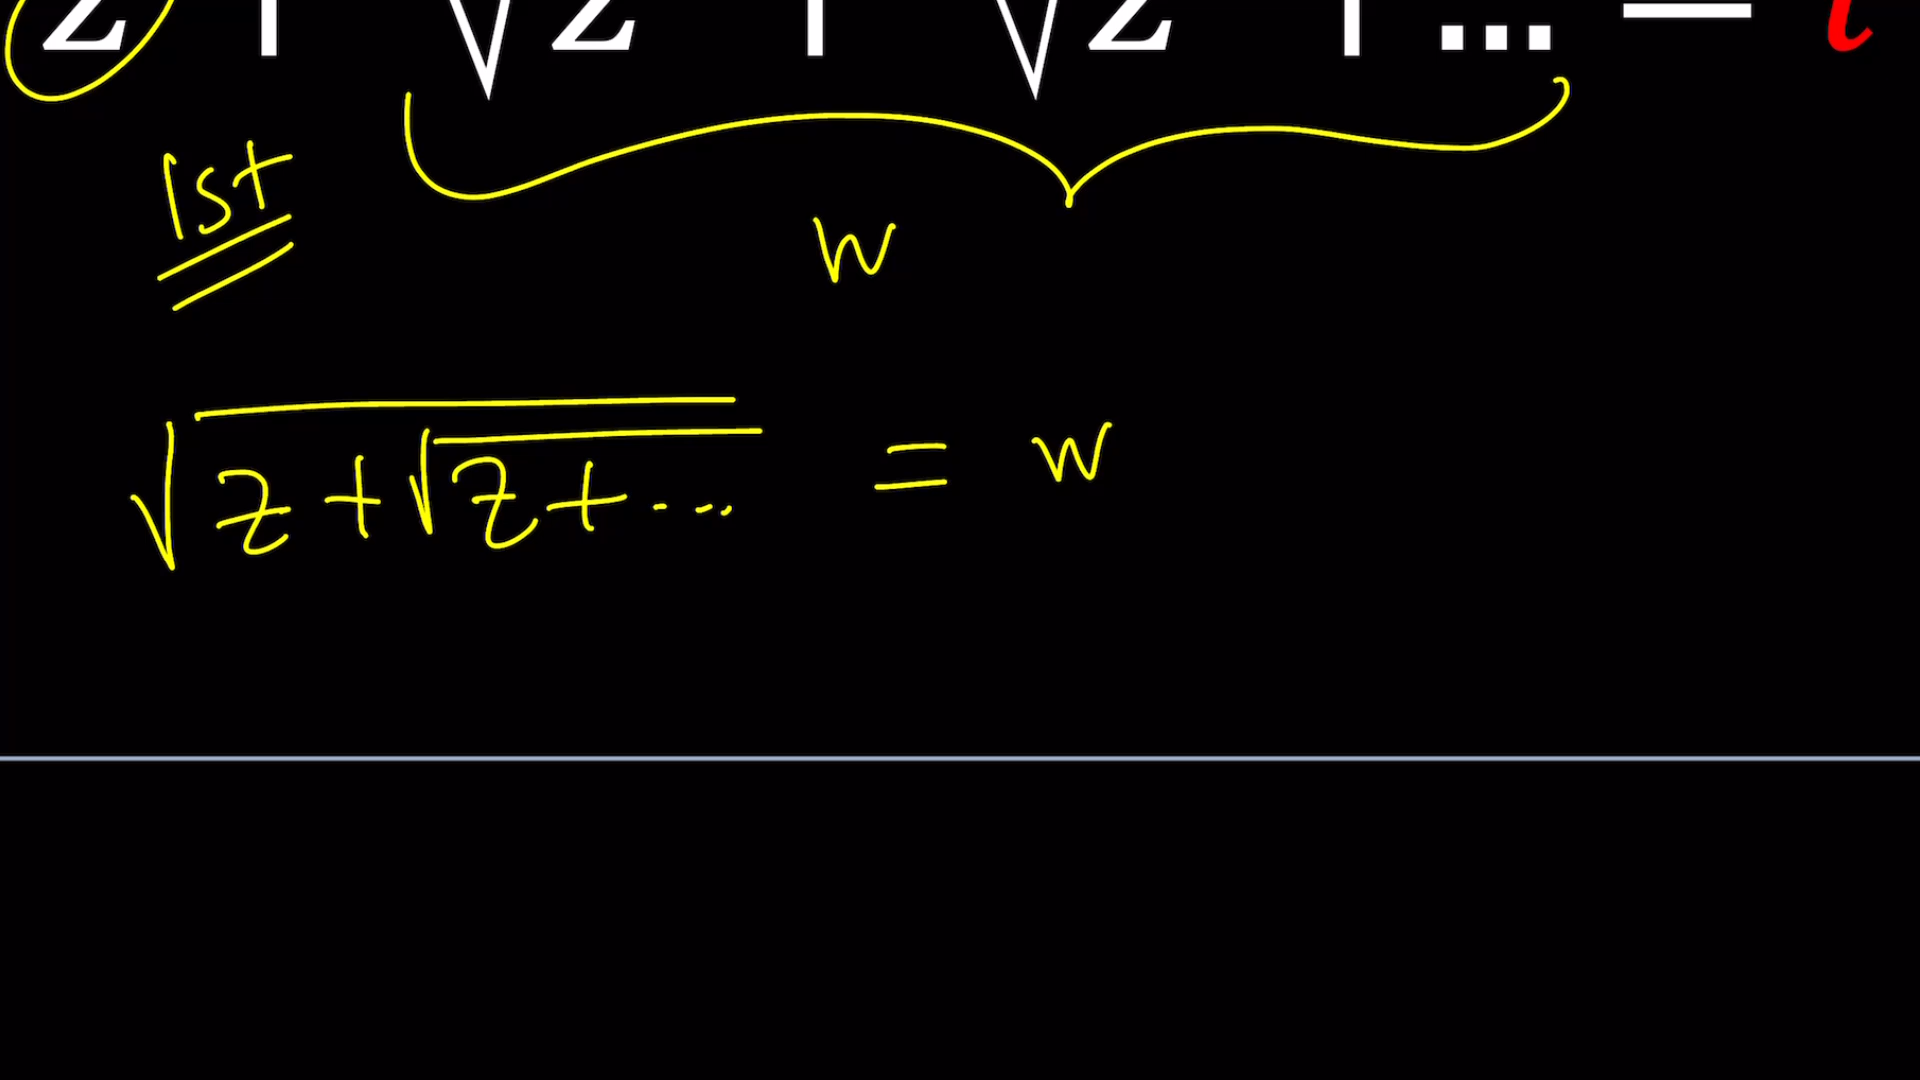 z + √z + √z + ... = i
1st
w
√z + √z + ... = w